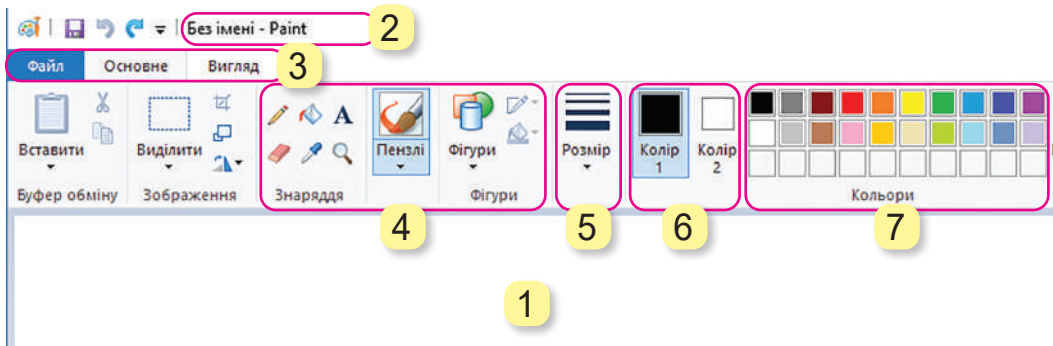 Без імені - Paint 2
Файл Основне Вигляд 3
A
Вставити Виділити Пензлі Фігури Розмір Колір 1 Колір 2
Буфер обміну Зображення Знаряддя Фігури Кольори
4 5 6 7
1